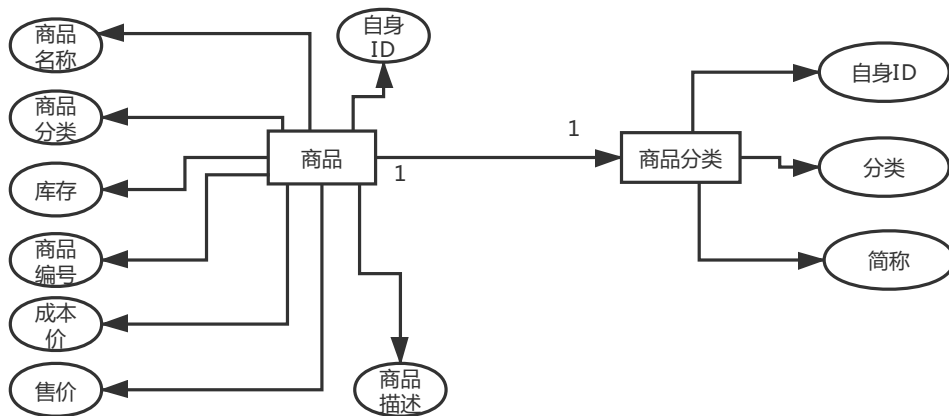 商品
名称
自身
ID
自身ID
商品
分类
1
商品
商品分类
1
分类
库存
商品
编号
简称
成本
价
售价
商品
描述